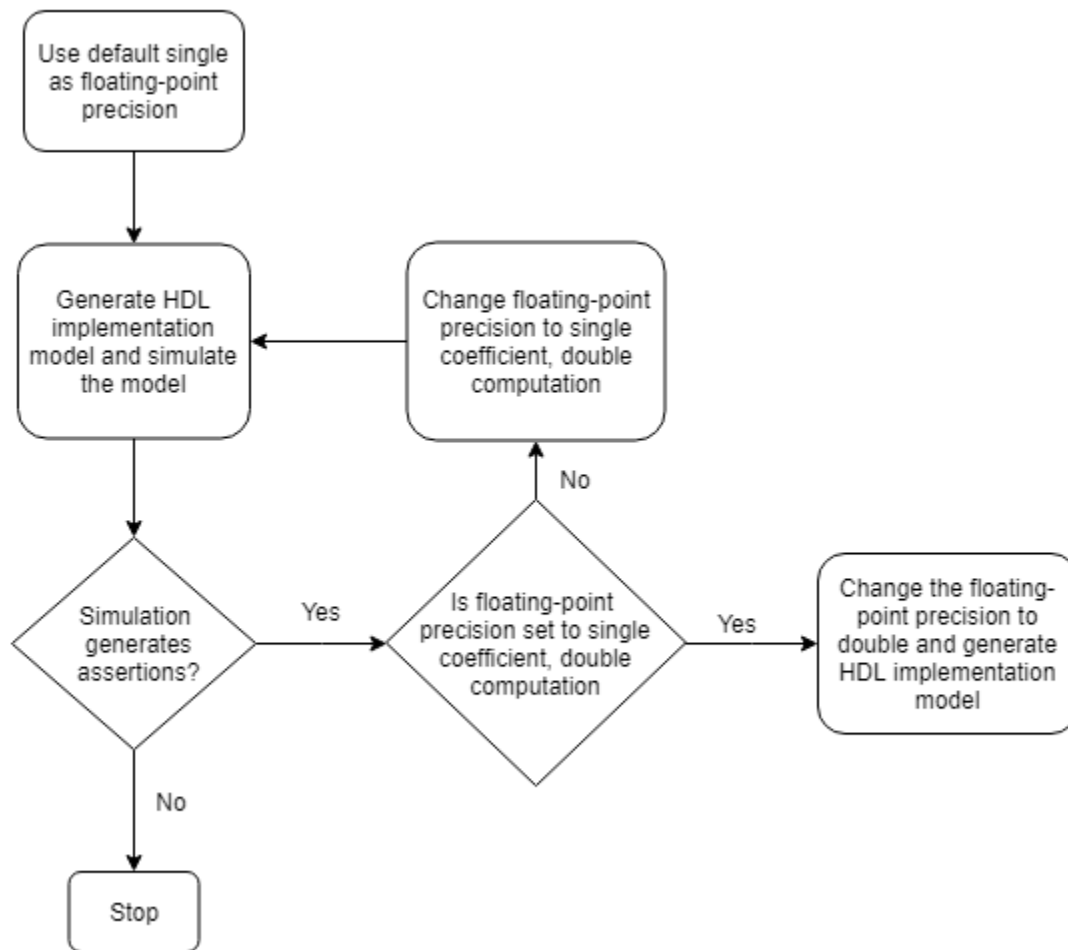 Use default single
as floating-point
precision
Generate HDL
implementation
model and simulate
the model
Change floating-point
precision to single
coefficient, double
computation
No
Simulation
generates
assertions?
Yes
Is floating-point
precision set to single
coefficient, double
computation
Yes
Change the floating-
point precision to
double and generate
HDL implementation
model
No
Stop